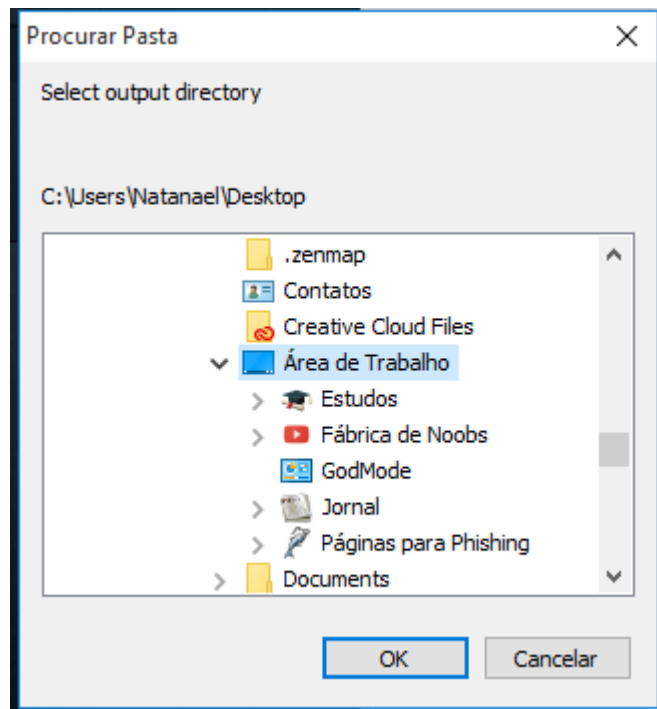 Procurar Pasta
Select output directory
C:\Users\Natanael\Desktop
.zenmap
Contatos
Creative Cloud Files
Área de Trabalho
Estudos
Fábrica de Noobs
GodMode
Jornal
Páginas para Phishing
Documents
OK Cancelar